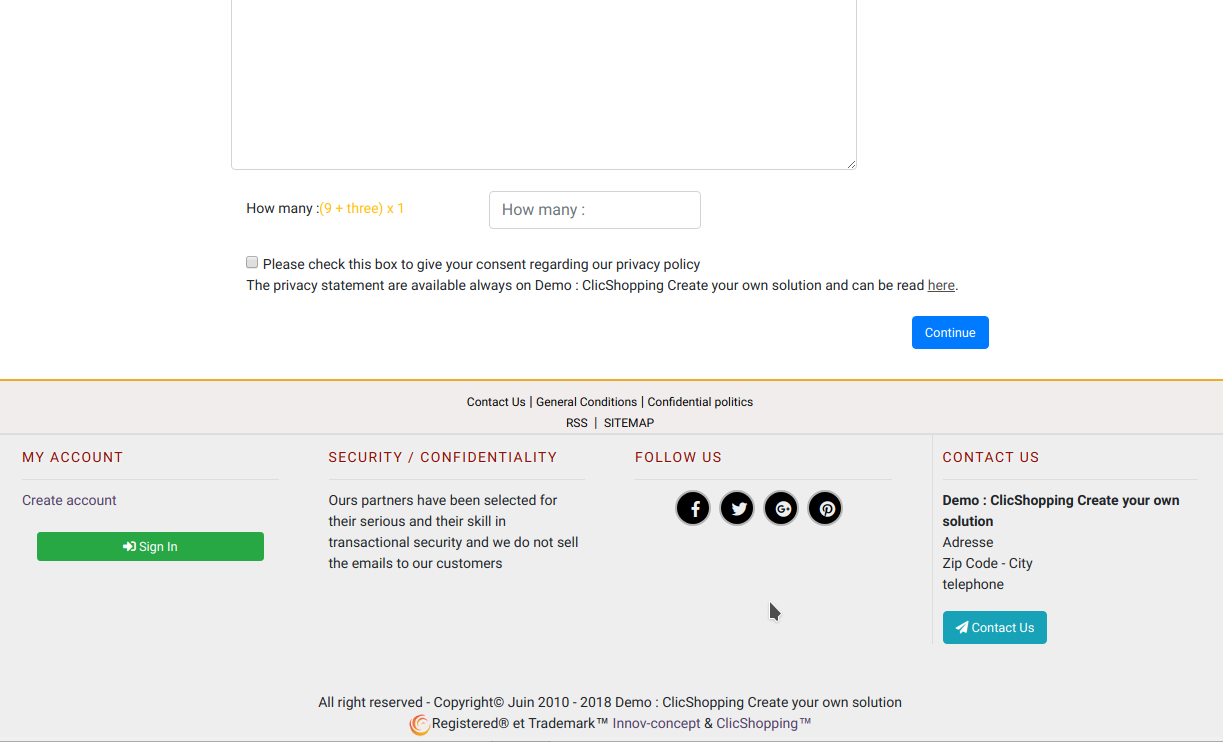 How many :(9 + three) x 1
How many :
Please check this box to give your consent regarding our privacy policy
The privacy statement are available always on Demo : ClicShopping Create your own solution and can be read here.
Continue
Contact Us | General Conditions | Confidential politics
RSS | SITEMAP
MY ACCOUNT
Create account
Sign In
SECURITY / CONFIDENTIALITY
Ours partners have been selected for
their serious and their skill in
transactional security and we do not sell
the emails to our customers
FOLLOW US
CONTACT US
Demo : ClicShopping Create your own
solution
Adresse
Zip Code - City
telephone
Contact Us
All right reserved - Copyright© Juin 2010 - 2018 Demo : ClicShopping Create your own solution
Registered® et Trademark™ Innov-concept & ClicShopping™